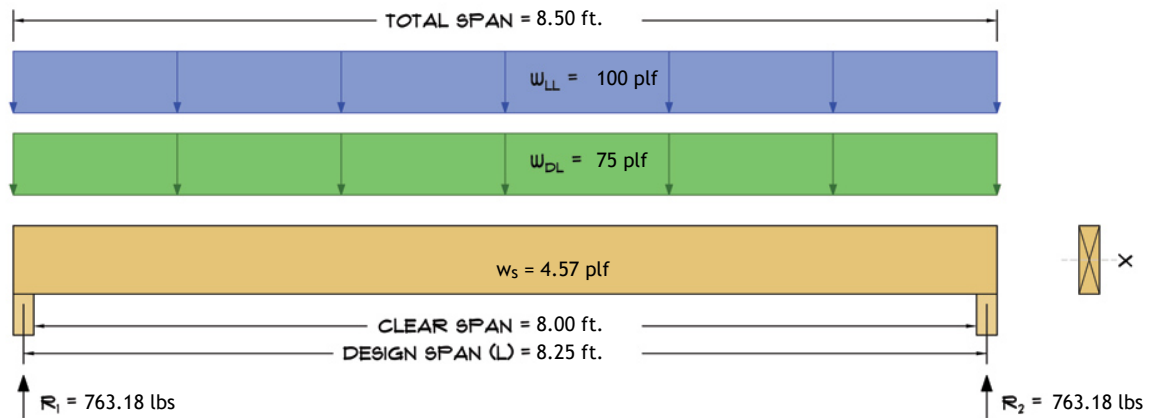 TOTAL SPAN = 8.50 ft.
wLL = 100 plf
wDL = 75 plf
ws = 4.57 plf
X
CLEAR SPAN = 8.00 ft.
DESIGN SPAN (L) = 8.25 ft.
R1 = 763.18 lbs
R2 = 763.18 lbs